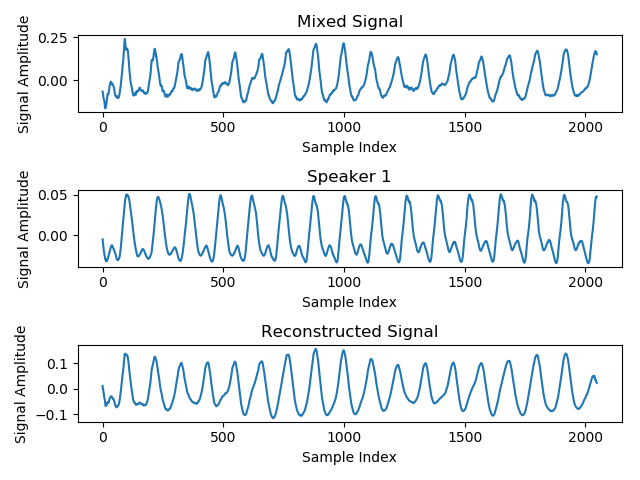 Mixed Signal
Signal Amplitude
0.25
0.00
0
500
1000
1500
2000
Sample Index
Speaker 1
Signal Amplitude
0.05
0.00
0
500
1000
1500
2000
Sample Index
Reconstructed Signal
Signal Amplitude
0.1
0.0
−0.1
0
500
1000
1500
2000
Sample Index